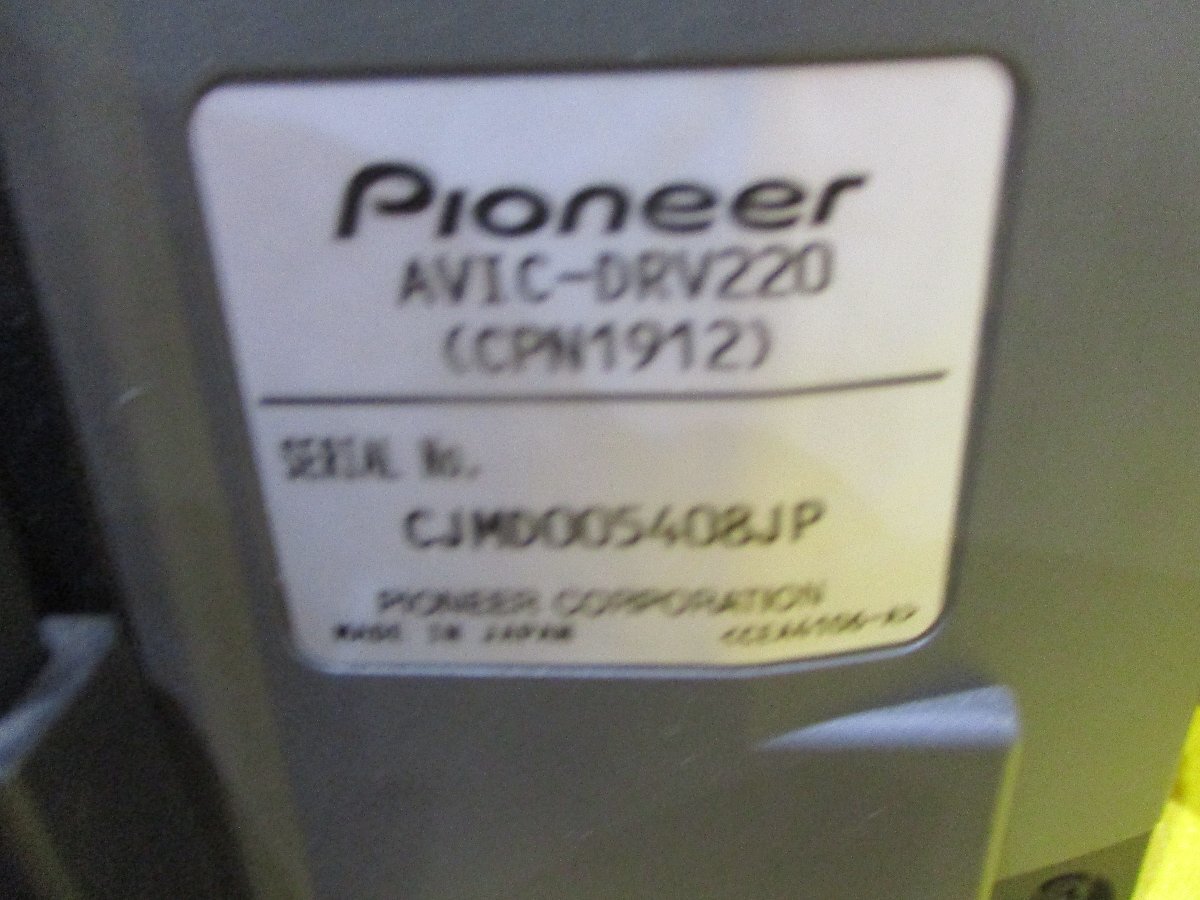 Pioneer
AVIC-DRV220
(CPN1912)
SERIAL No.
CJMD005408JP
PIONEER CORPORATION
MADE IN JAPAN